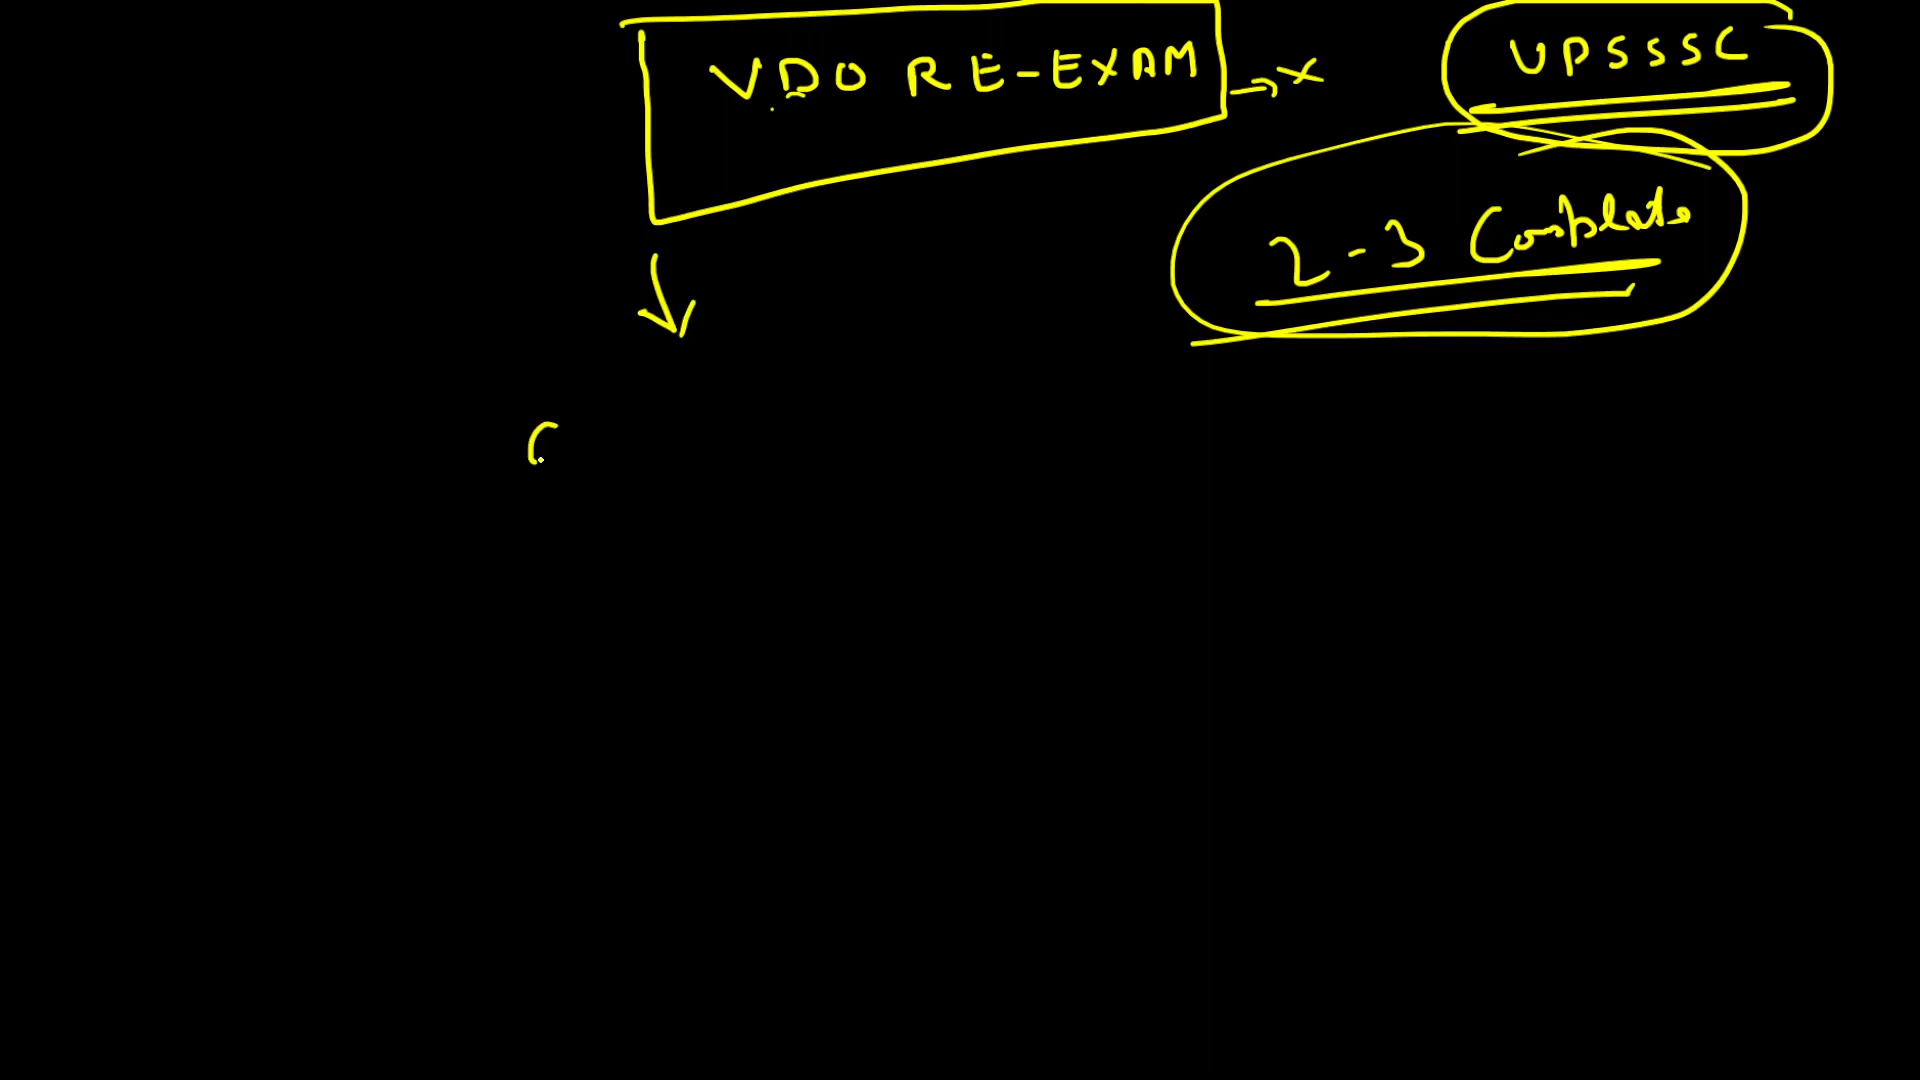 VDO RE-EXAM → x
UPSSSC
2-3 Complete